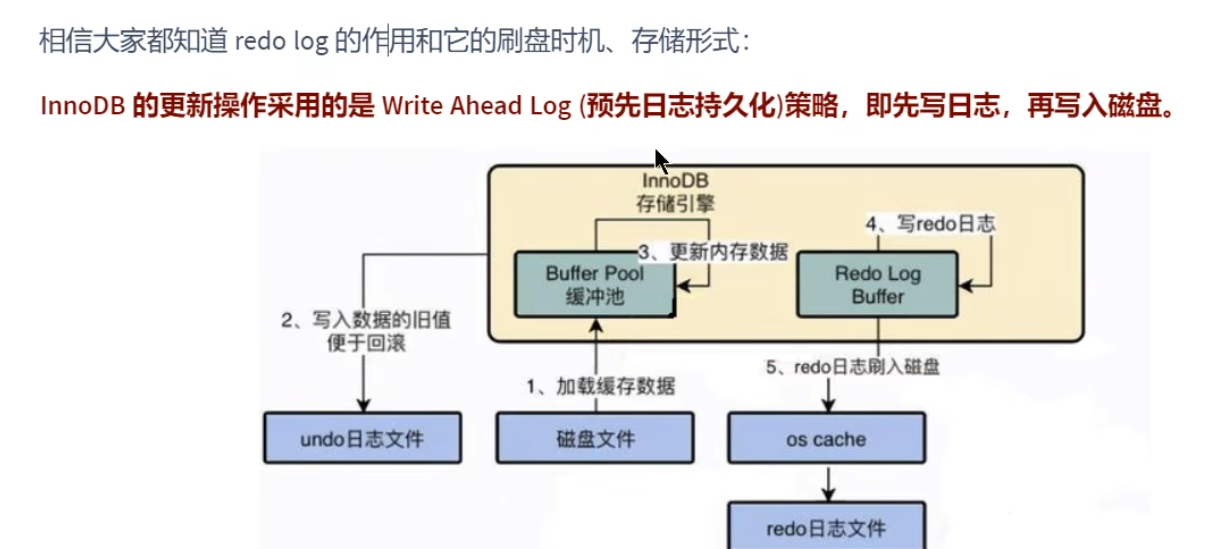 相信大家都知道 redo log 的作用和它的刷盘时机、存储形式：
InnoDB 的更新操作采用的是 Write Ahead Log (预先日志持久化)策略，即先写日志，再写入磁盘。
InnoDB
存储引擎
4、写redo日志
3、更新内存数据
Buffer Pool
缓冲池
Redo Log
Buffer
2、写入数据的旧值
便于回滚
5、redo日志刷入磁盘
1、加载缓存数据
undo日志文件
磁盘文件
os cache
redo日志文件